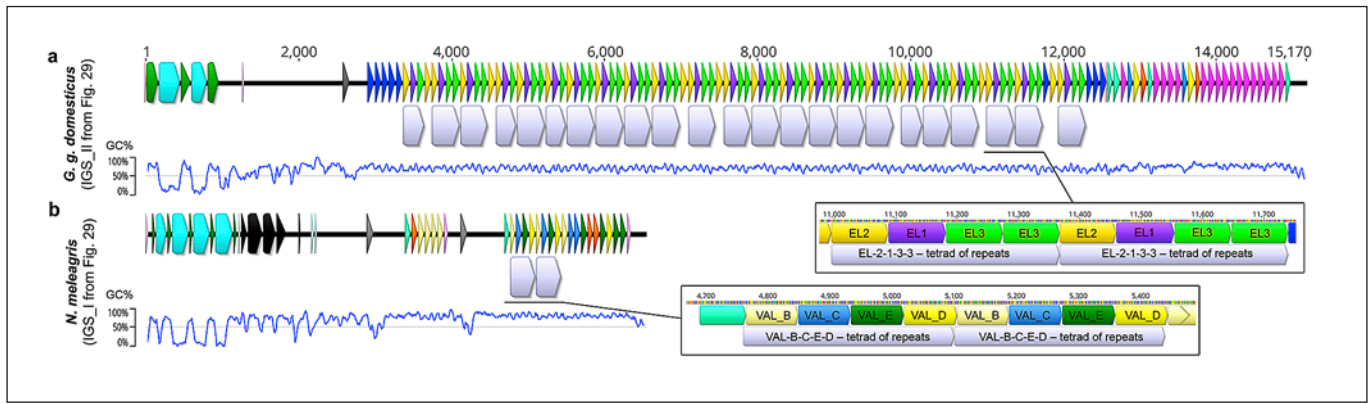 1 2,000 4,000 6,000 8,000 10,000 12,000 14,000 15,170
a
G. g. domesticus
(IGS_II from Fig. 29)
GC%
100%
50%
0%
b
N. meleagris
(IGS_I from Fig. 29)
GC%
100%
50%
0%
11,000 11,100 11,200 11,300 11,400 11,500 11,600 11,700
EL2 EL1 EL3 EL3 EL2 EL1 EL3 EL3
EL-2-1-3-3 – tetrad of repeats EL-2-1-3-3 – tetrad of repeats
4,700 4,800 4,900 5,000 5,100 5,200 5,300 5,400
VAL_B VAL_C VAL_E VAL_D VAL_B VAL_C VAL_E VAL_D
VAL-B-C-E-D – tetrad of repeats VAL-B-C-E-D – tetrad of repeats